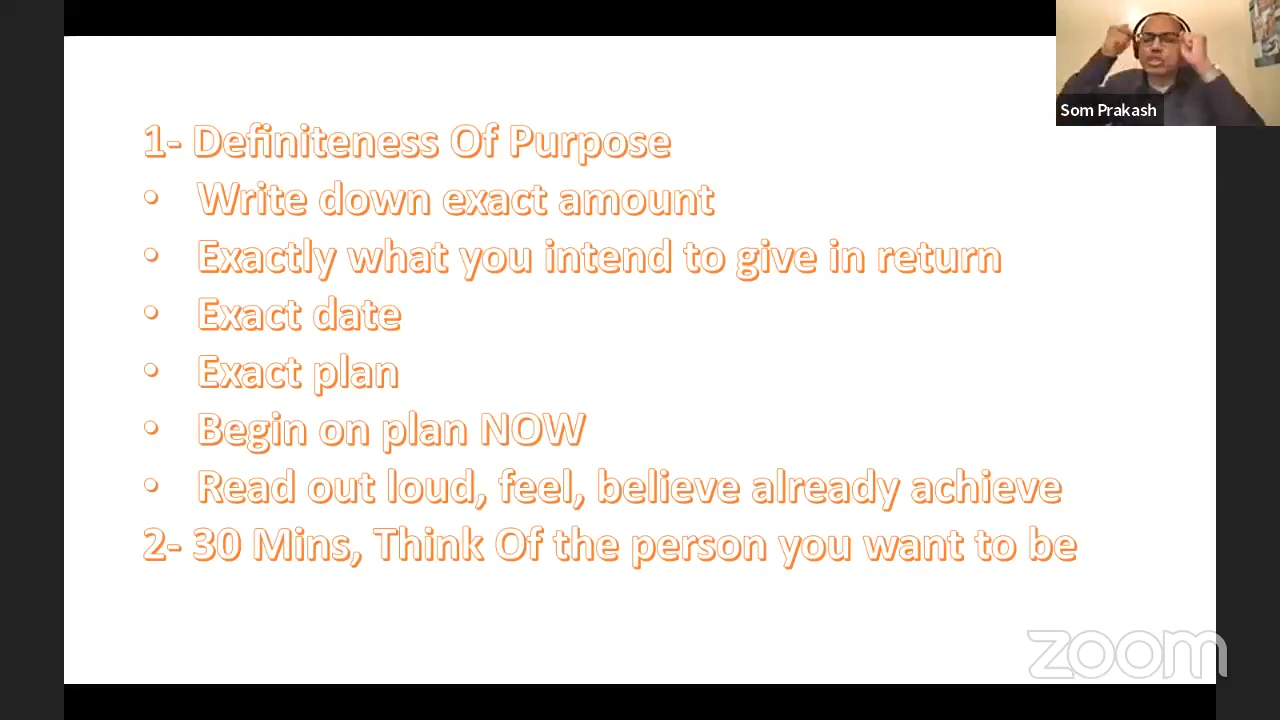 Som Prakash
1- Definiteness Of Purpose
• Write down exact amount
• Exactly what you intend to give in return
• Exact date
• Exact plan
• Begin on plan NOW
• Read out loud, feel, believe already achieve
2- 30 Mins, Think Of the person you want to be
zoom